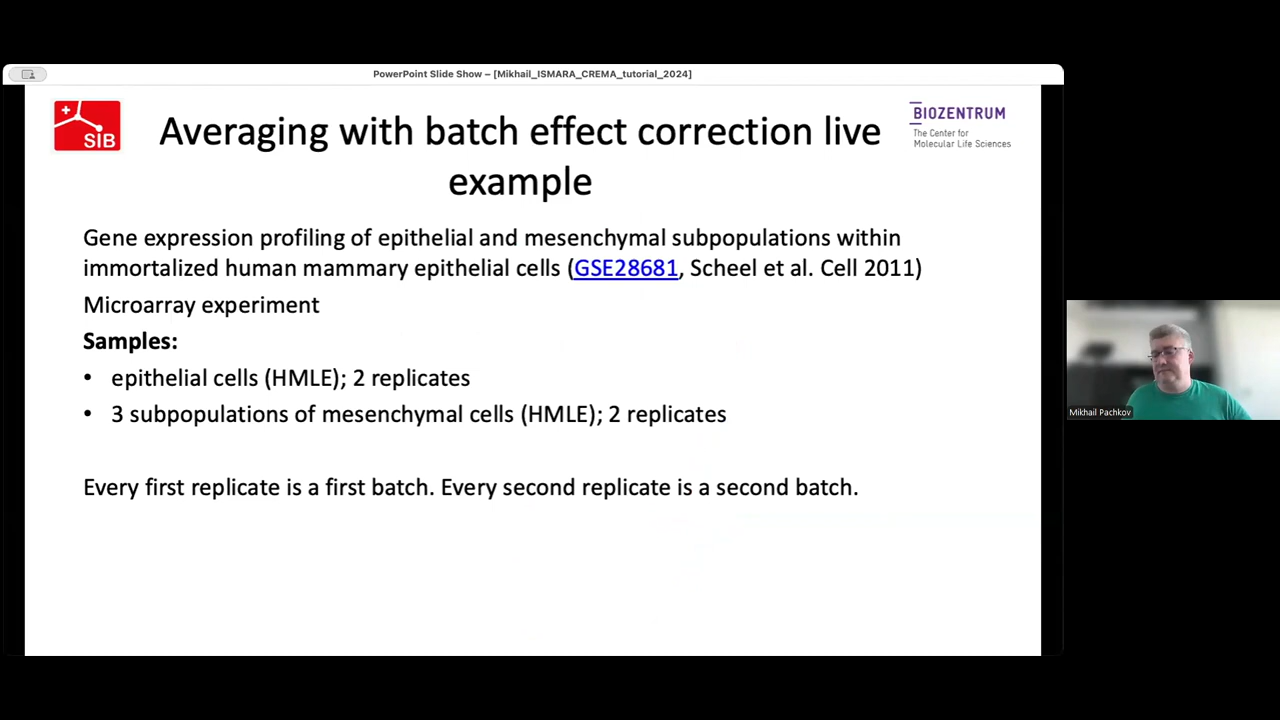 PowerPoint Slide Show – [Mikhail_ISMARA_CREMA_tutorial_2024]
SIB
Averaging with batch effect correction live
example
BIOZENTRUM
The Center for
Molecular Life Sciences
Gene expression profiling of epithelial and mesenchymal subpopulations within
immortalized human mammary epithelial cells (GSE28681, Scheel et al. Cell 2011)
Microarray experiment
Samples:
• epithelial cells (HMLE); 2 replicates
• 3 subpopulations of mesenchymal cells (HMLE); 2 replicates
Every first replicate is a first batch. Every second replicate is a second batch.
Mikhail Pachkov